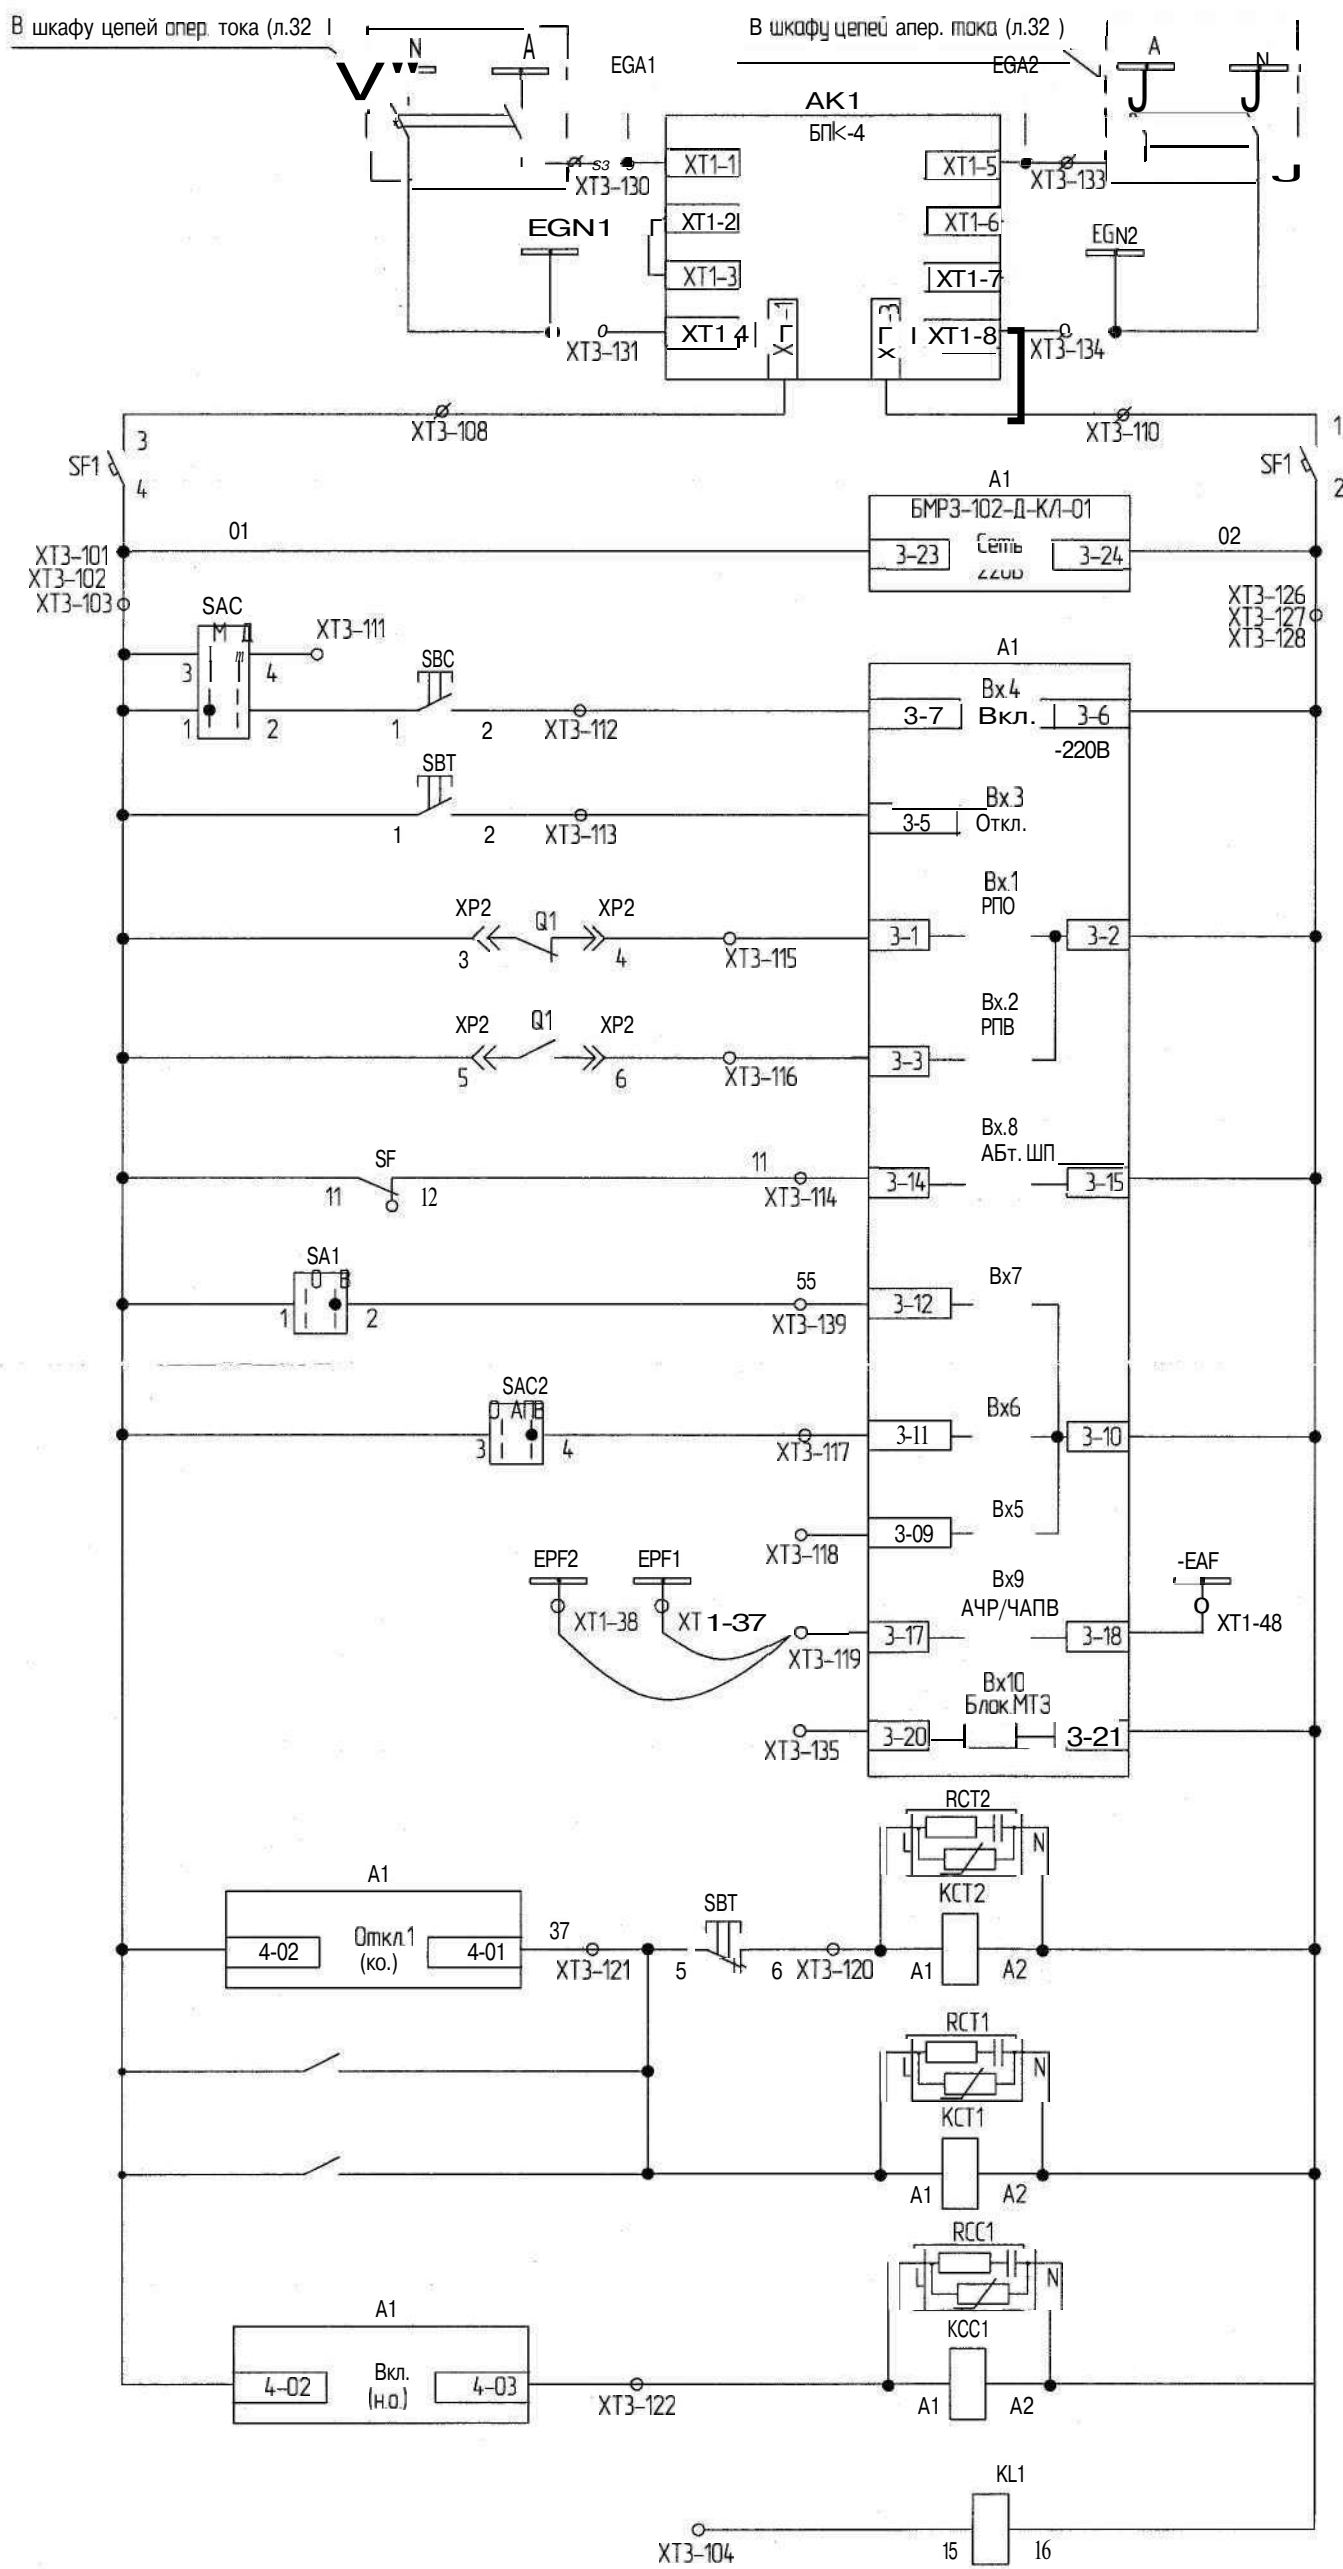 В шкафу цепей опер. тока (л.32
В шкафу цепей апер. тока (л.32 )
N
A
EGA1
EGA2
A
N
AK1
БПК-4
XT1-1
XT1-5
S3
XT3-130
XT3-133
XT1-2
XT1-6
EGN1
EGN2
XT1-3
XT1-7
XT1 4
XT1-8
XT3-131
XT3-134
XT3-108
XT3-110
3
SF1
4
1
SF1
2
A1
БМРЗ-102-Д-КЛ-01
01
3-23
Сеть
3-24
02
220В
XT3-101
XT3-102
XT3-103
XT3-126
XT3-127
XT3-128
SAC
М Д
XT3-111
3
4
A1
SBC
Вх.4
3-7
Вкл.
3-6
1
2
1
2
XT3-112
-220В
SBT
Вх.3
3-5
Откл.
1
2
XT3-113
Вх.1
РПО
XP2
Q1
XP2
3-1
3-2
3
4
XT3-115
Вх.2
РПВ
XP2
Q1
XP2
3-3
5
6
XT3-116
Вх.8
АБт. ШП
SF
11
3-14
3-15
11
12
XT3-114
SA1
О В
55
Вх7
3-12
1
2
XT3-139
SAC2
О АПВ
Вх6
3-11
3-10
3
4
XT3-117
Вх5
3-09
XT3-118
EPF2
EPF1
Вх9
АЧР/ЧАПВ
-EAF
XT1-38
XT 1-37
3-17
3-18
XT1-48
XT3-119
Вх10
Блок.МТЗ
3-20
3-21
XT3-135
RCT2
L
N
A1
KCT2
4-02
Откл.1
(ко.)
4-01
37
XT3-121
SBT
5
6
XT3-120
A1
A2
RCT1
L
N
KCT1
A1
A2
RCC1
L
N
A1
KCC1
4-02
Вкл.
(н.о.)
4-03
XT3-122
A1
A2
KL1
XT3-104
15
16